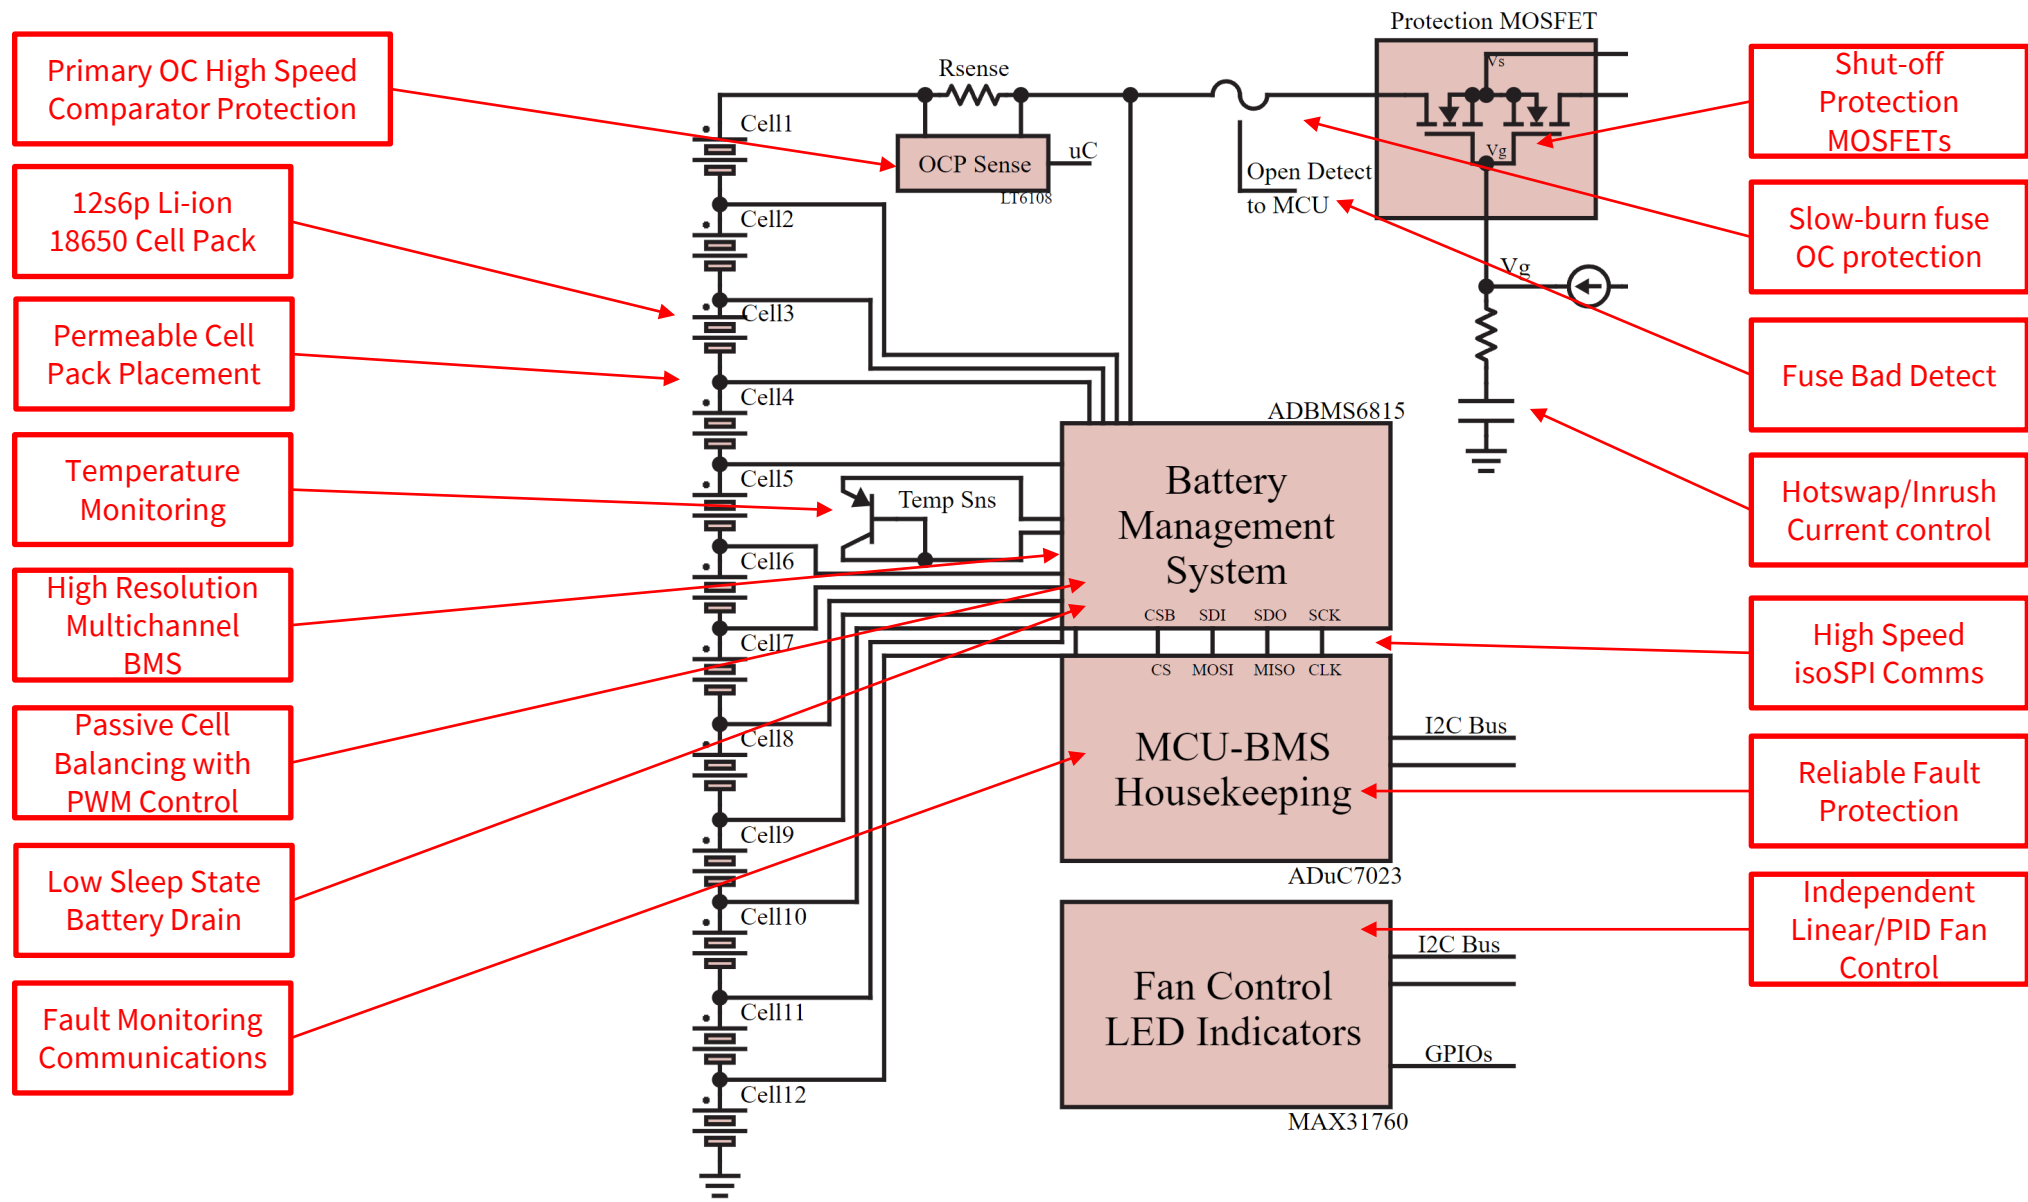 Protection MOSFET
Primary OC High Speed
Comparator Protection
12s6p Li-ion
18650 Cell Pack
Permeable Cell
Pack Placement
Temperature
Monitoring
High Resolution
Multichannel
BMS
Passive Cell
Balancing with
PWM Control
Low Sleep State
Battery Drain
Fault Monitoring
Communications
Cell1
Cell2
Cell3
Cell4
Cell5
Cell6
Cell7
Cell8
Cell9
Cell10
Cell11
Cell12
Rsense
OCP Sense
uC
LT6108
Open Detect
to MCU
Vs
Vg
Vg
Temp Sns
ADBMS6815
Battery
Management
System
CSB SDI SDO SCK
CS MOSI MISO CLK
MCU-BMS
Housekeeping
I2C Bus
ADuC7023
Fan Control
LED Indicators
I2C Bus
GPIOs
MAX31760
Shut-off
Protection
MOSFETs
Slow-burn fuse
OC protection
Fuse Bad Detect
Hotswap/Inrush
Current control
High Speed
isoSPI Comms
Reliable Fault
Protection
Independent
Linear/PID Fan
Control